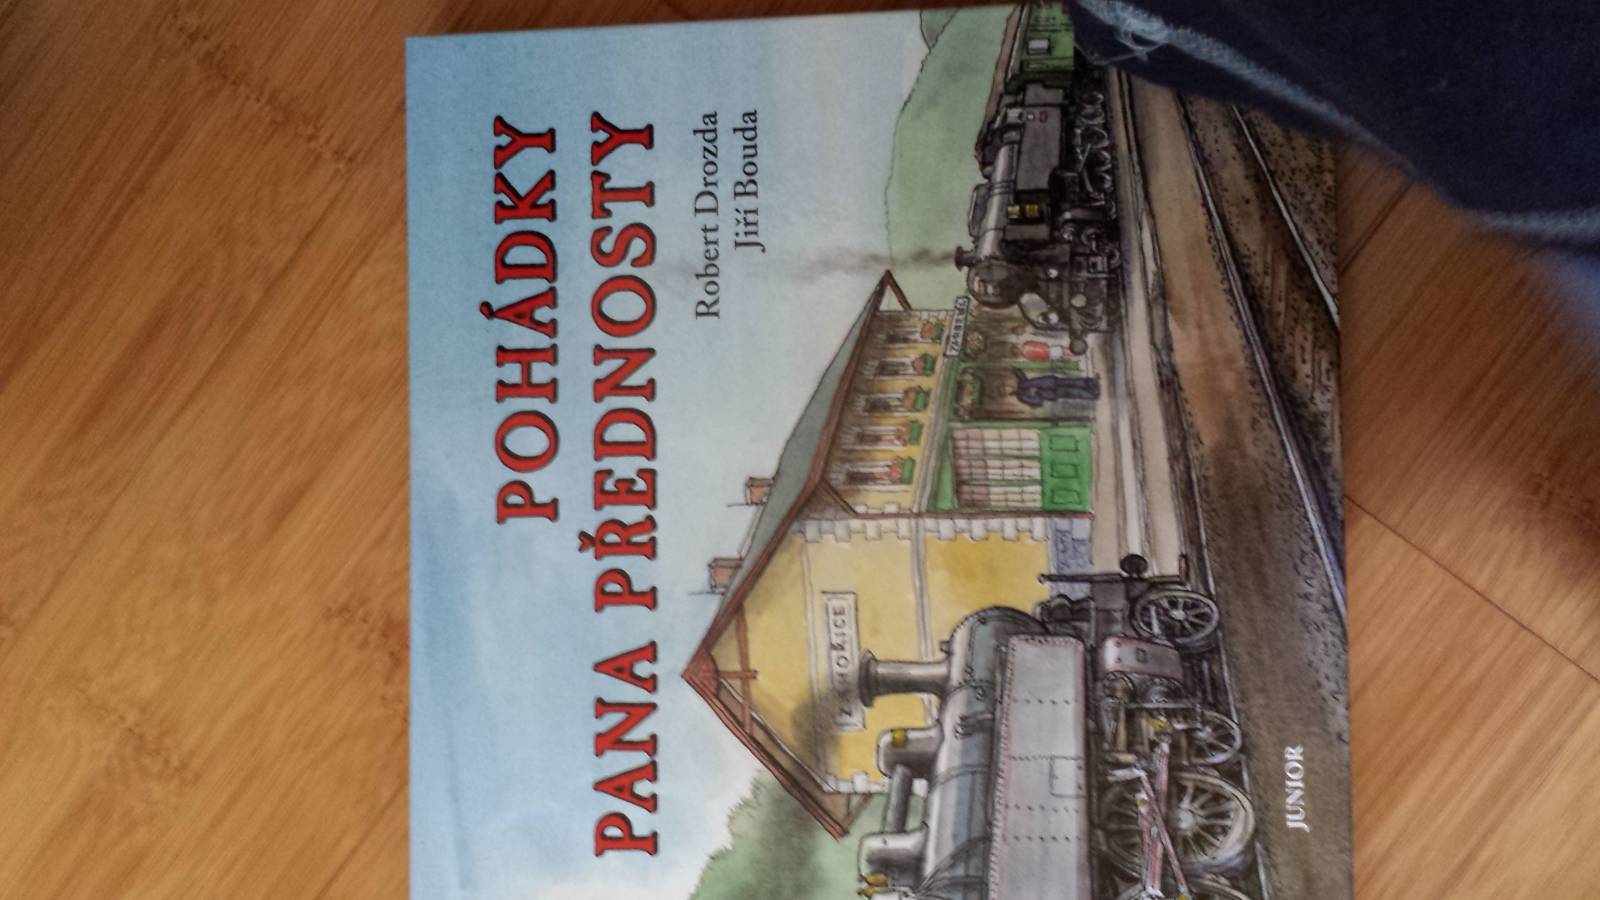 POHÁDKY
PANA PŘEDNOSTY
Robert Drozda
Jiří Bouda
JUNIOR